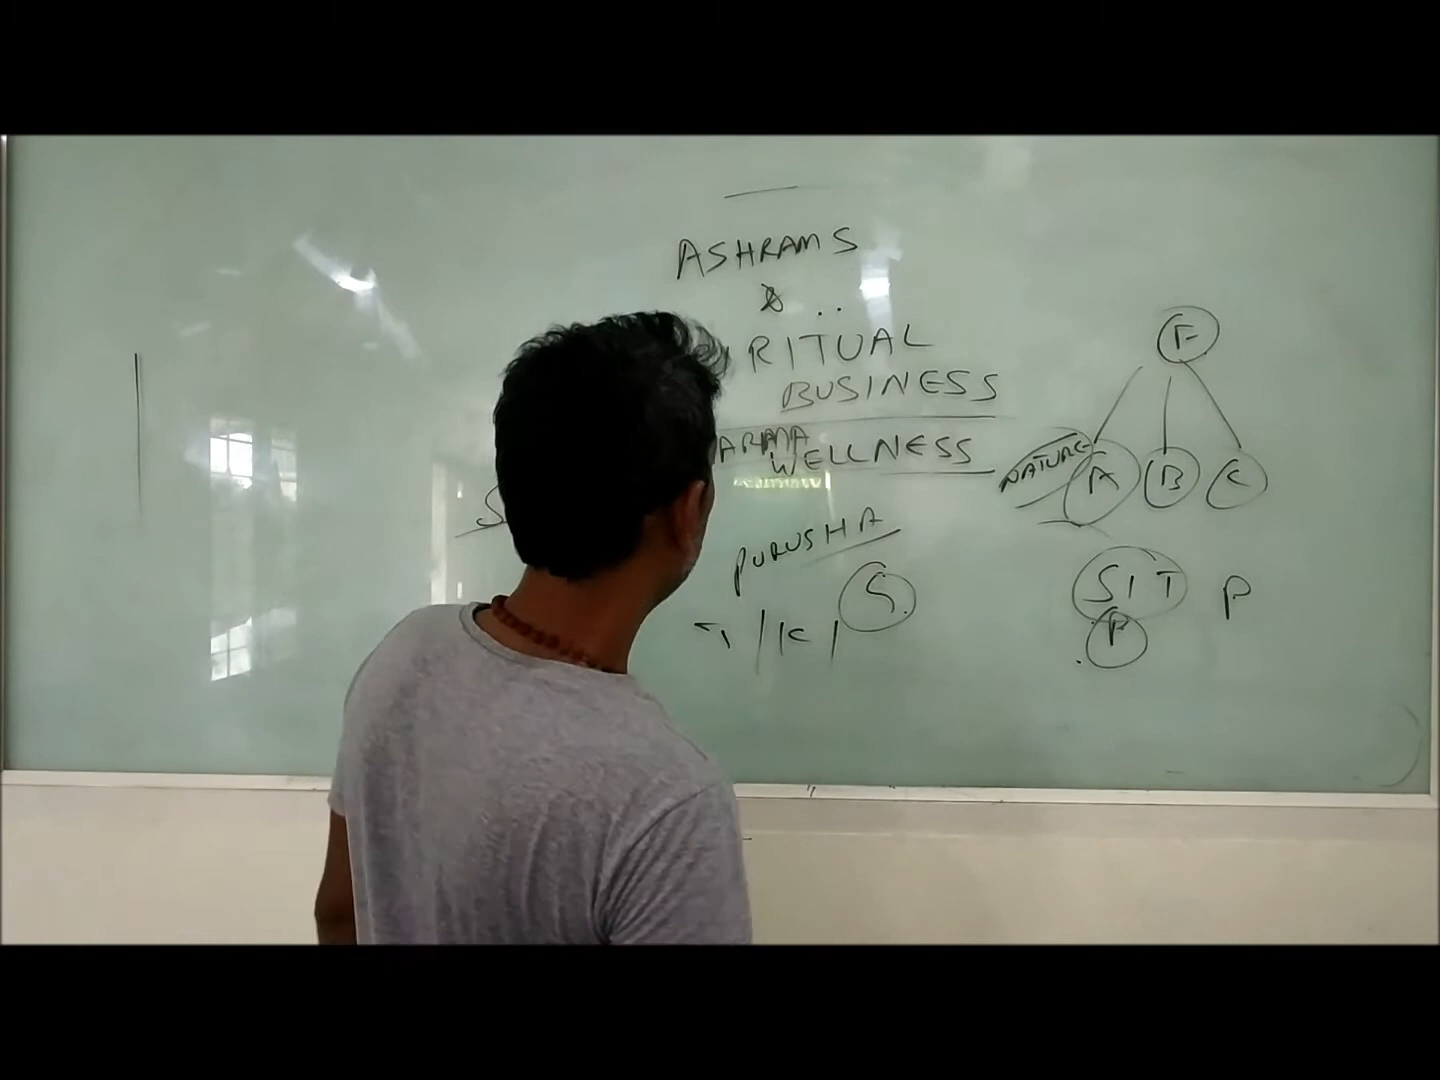 ASHRAMS
&
RITUAL
BUSINESS
WELLNESS
PURUSHA
S
F
NATURE A B C
SIT P
P